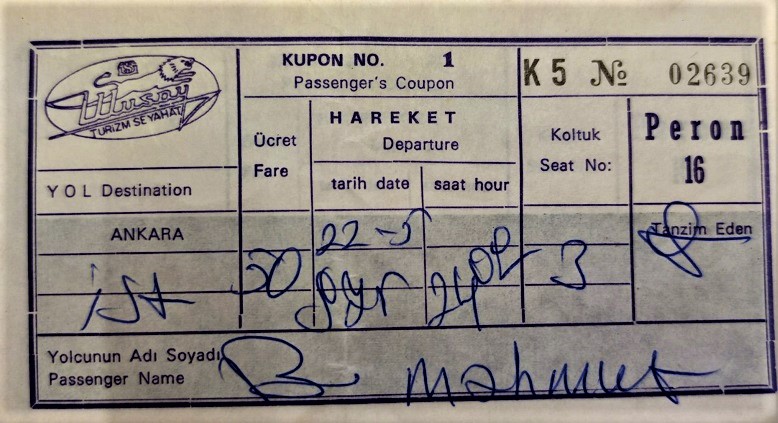 Ulusoy
TURİZM SEYAHAT
KUPON NO. 1
Passenger's Coupon
K 5 № 02639
Ücret
Fare
HAREKET
Departure
tarih date
saat hour
Koltuk
Seat No:
Peron
16
YOL Destination
ANKARA
22-5
Tanzim Eden
ist
50
24 00
3
Yolcunun Adı Soyadı
Passenger Name
B Mahmut